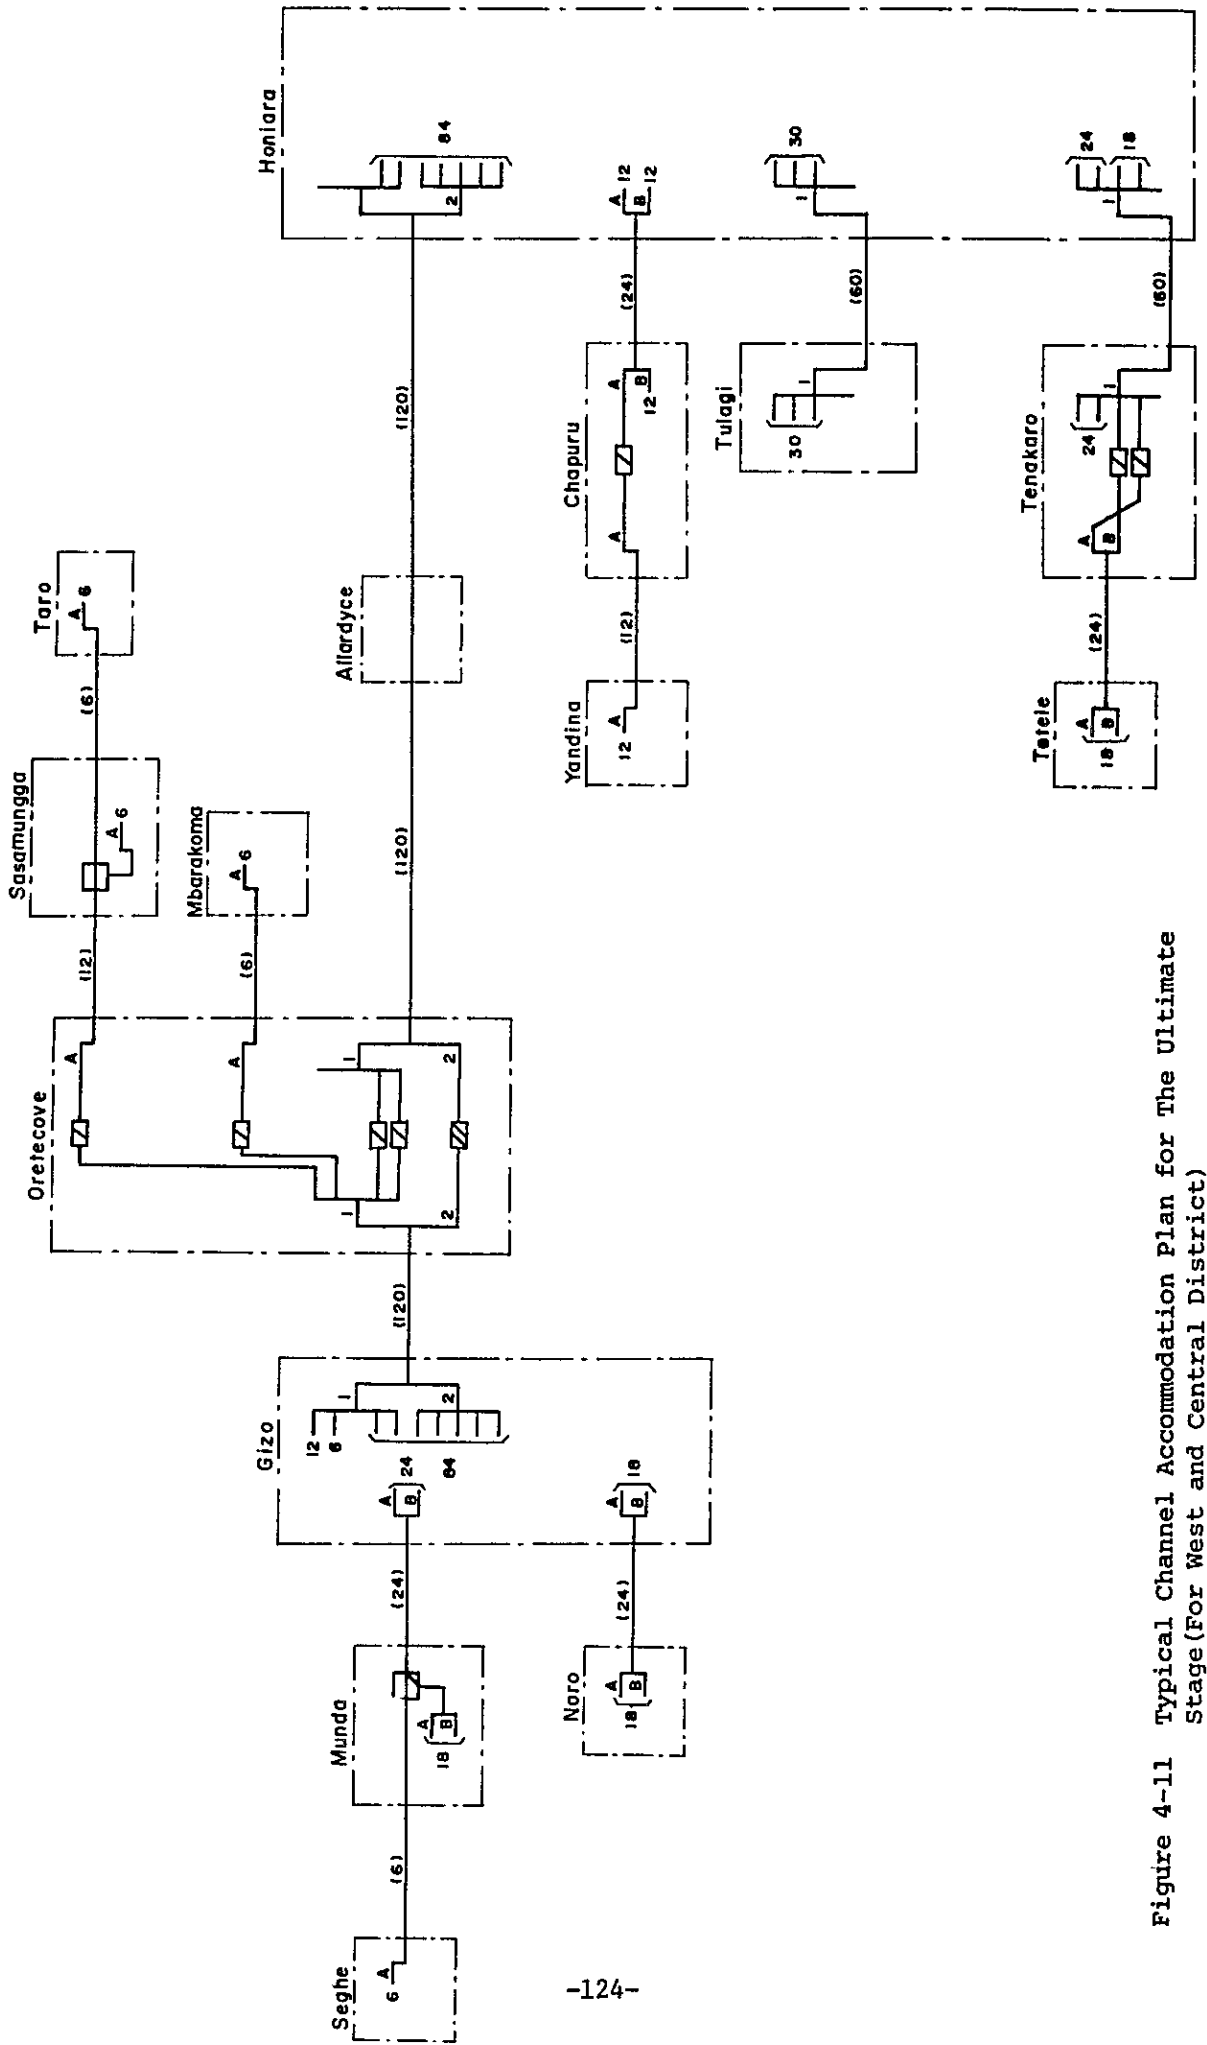 Honiara
84
2
A 12
B 12
30
1
24
18
1
(120)
(24)
(60)
(60)
Taro
A 6
(6)
Sasamungga
A 6
(12)
Mbarakoma
A 6
(6)
Allardyce
(120)
Chapuru
A
A
B
12
(12)
Yandina
12 A
Tulagi
1
30
Tenakaro
24
1
A
B
(24)
Tetele
A
B
18
Oretecove
A
A
1
2
1
2
(120)
Gizo
12
6
1
2
84
A
B
24
A
B
18
(24)
(24)
Munda
A
B
18
Noro
A
B
18
(6)
Seghe
6 A
-124-
Figure 4-11 Typical Channel Accommodation Plan for The Ultimate
Stage(For West and Central District)